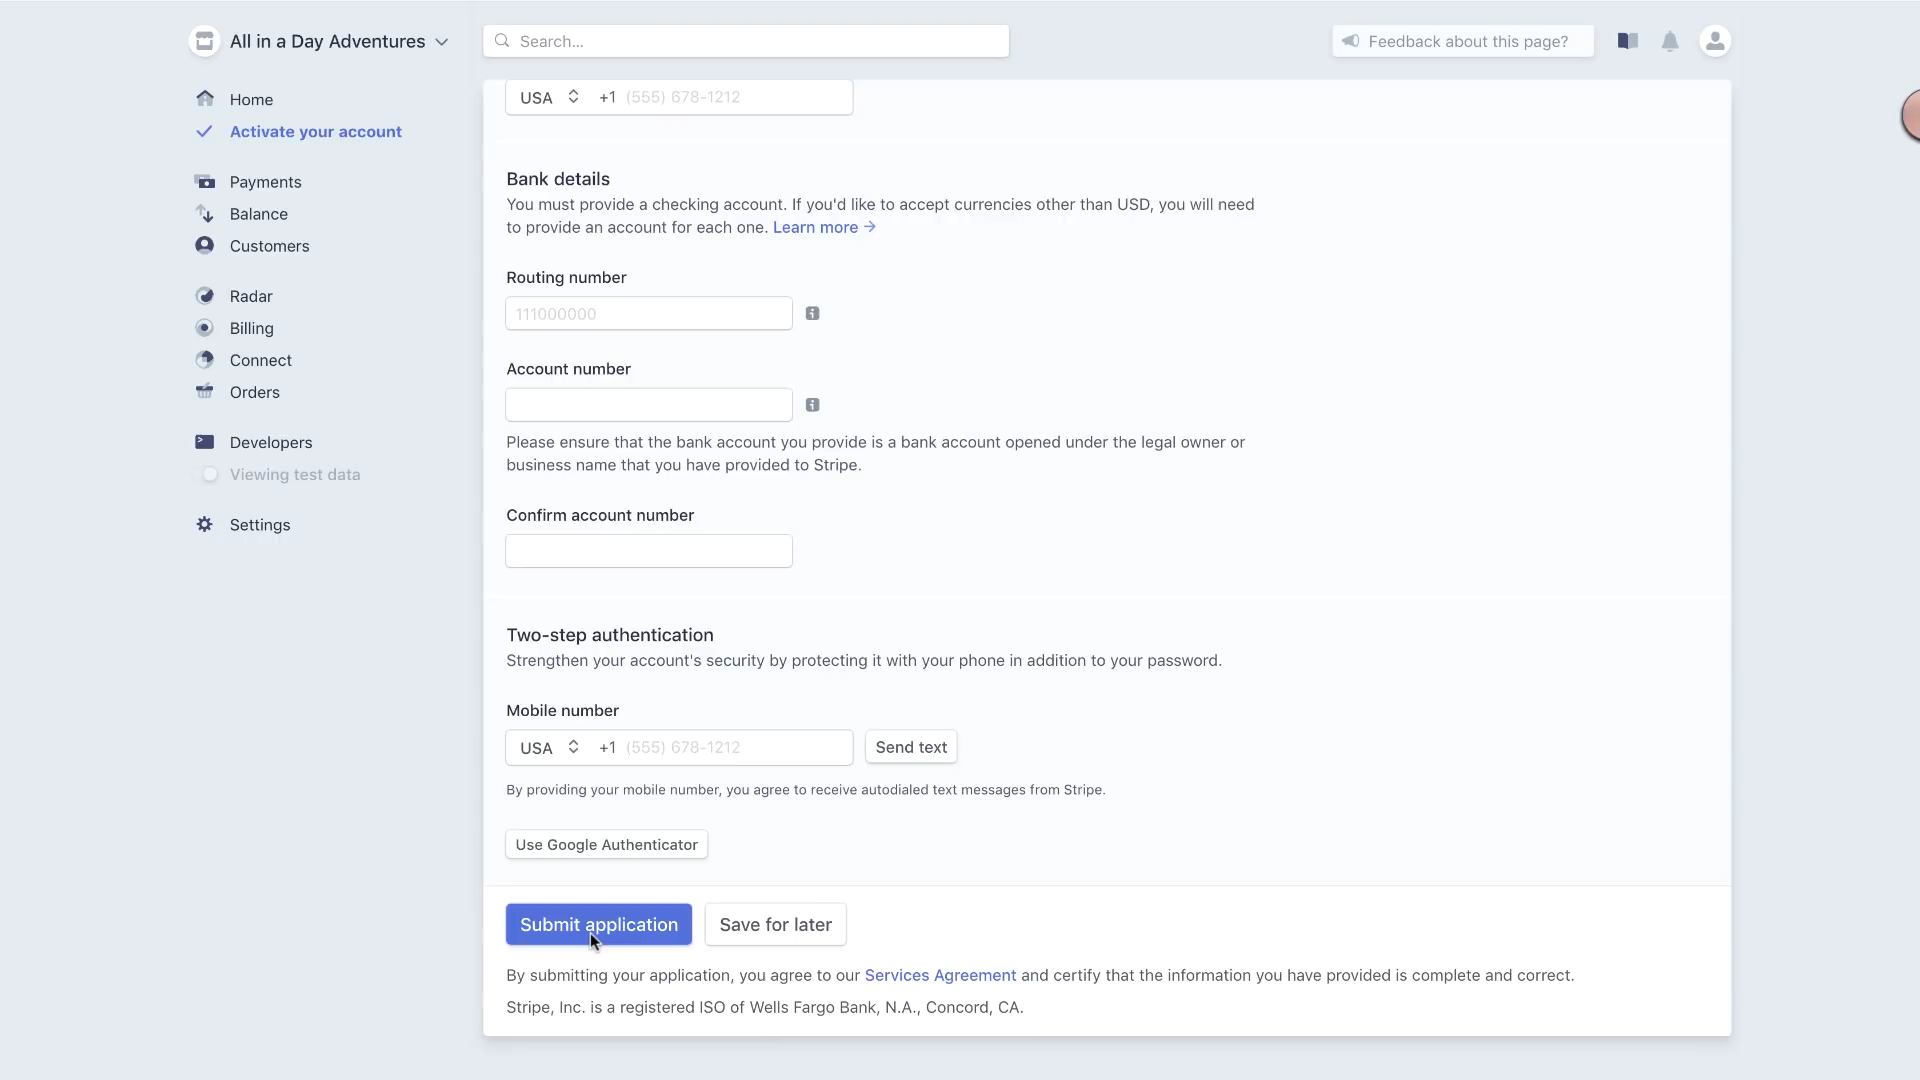 All in a Day Adventures
Search...
Feedback about this page?
Home
Activate your account
Payments
Balance
Customers
Radar
Billing
Connect
Orders
Developers
Viewing test data
Settings
USA +1 (555) 678-1212
Bank details
You must provide a checking account. If you'd like to accept currencies other than USD, you will need
to provide an account for each one. Learn more →
Routing number
111000000
Account number
Please ensure that the bank account you provide is a bank account opened under the legal owner or
business name that you have provided to Stripe.
Confirm account number
Two-step authentication
Strengthen your account's security by protecting it with your phone in addition to your password.
Mobile number
USA +1 (555) 678-1212 Send text
By providing your mobile number, you agree to receive autodialed text messages from Stripe.
Use Google Authenticator
Submit application Save for later
By submitting your application, you agree to our Services Agreement and certify that the information you have provided is complete and correct.
Stripe, Inc. is a registered ISO of Wells Fargo Bank, N.A., Concord, CA.